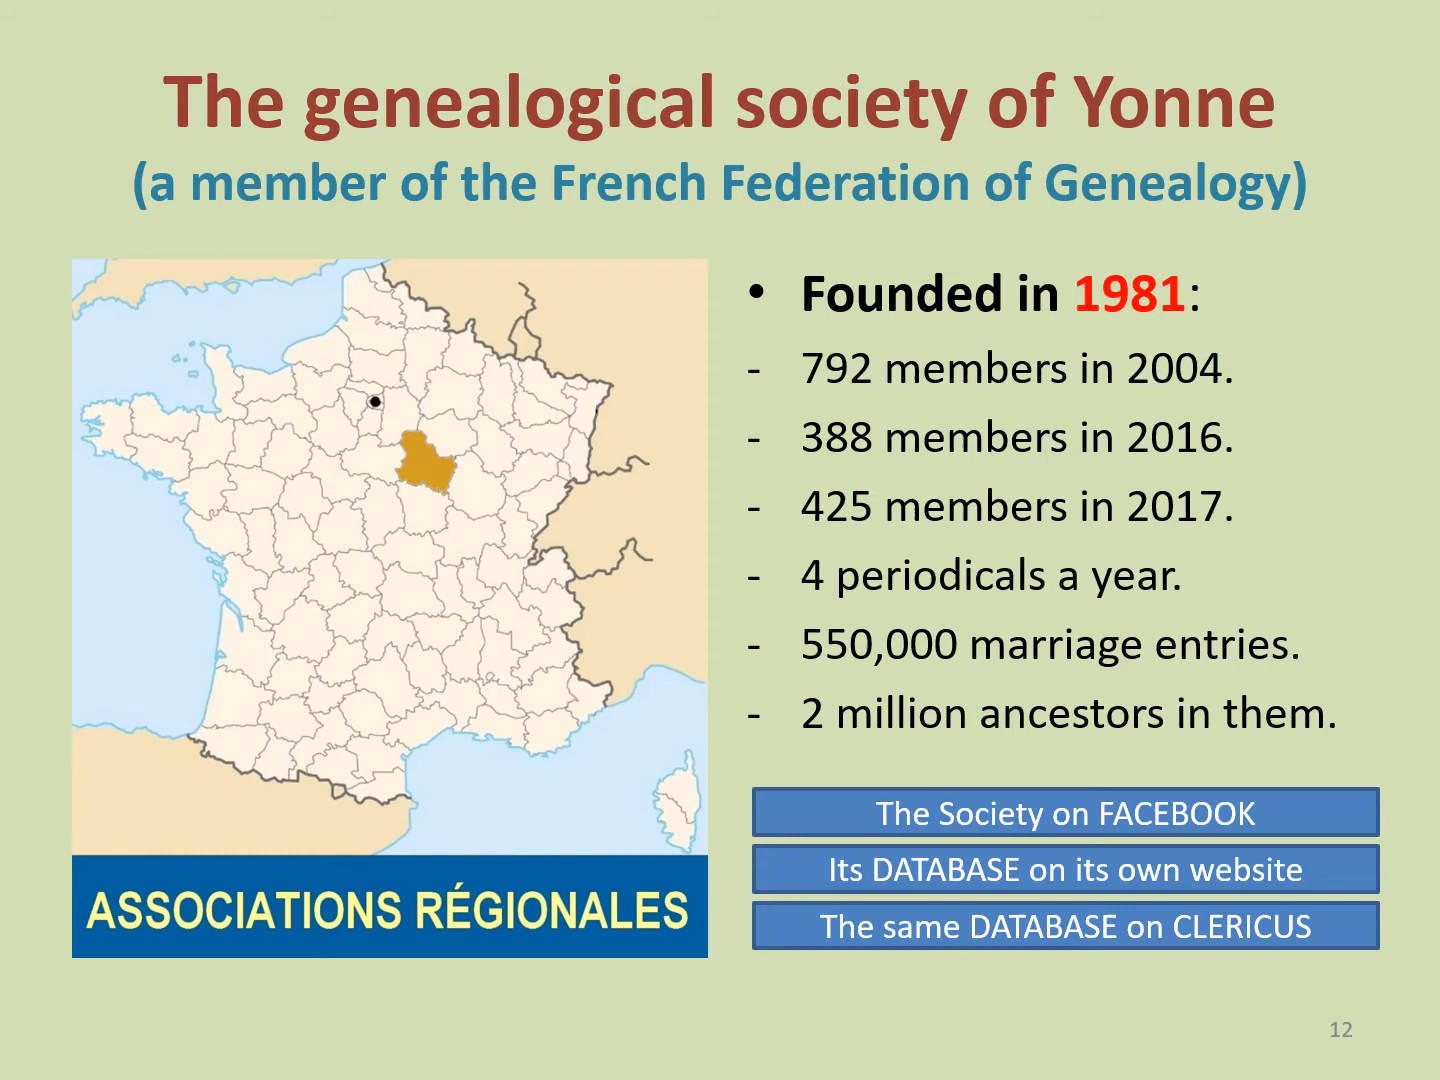 The genealogical society of Yonne
(a member of the French Federation of Genealogy)
• Founded in 1981:
- 792 members in 2004.
- 388 members in 2016.
- 425 members in 2017.
- 4 periodicals a year.
- 550,000 marriage entries.
- 2 million ancestors in them.
ASSOCIATIONS RÉGIONALES
The Society on FACEBOOK
Its DATABASE on its own website
The same DATABASE on CLERICUS
12